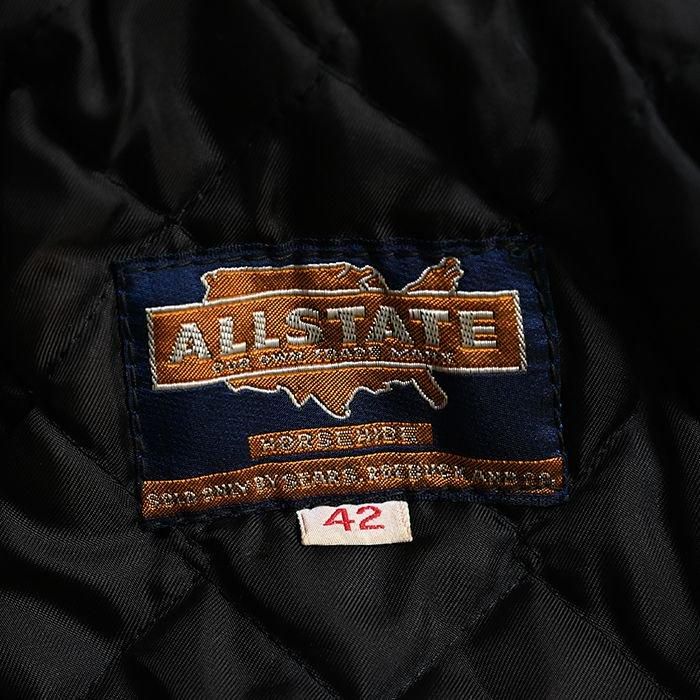 ALLSTATE
OUR OWN TRADE MARK
HORSEHIDE
SOLD ONLY BY SEARS, ROEBUCK AND CO.
42